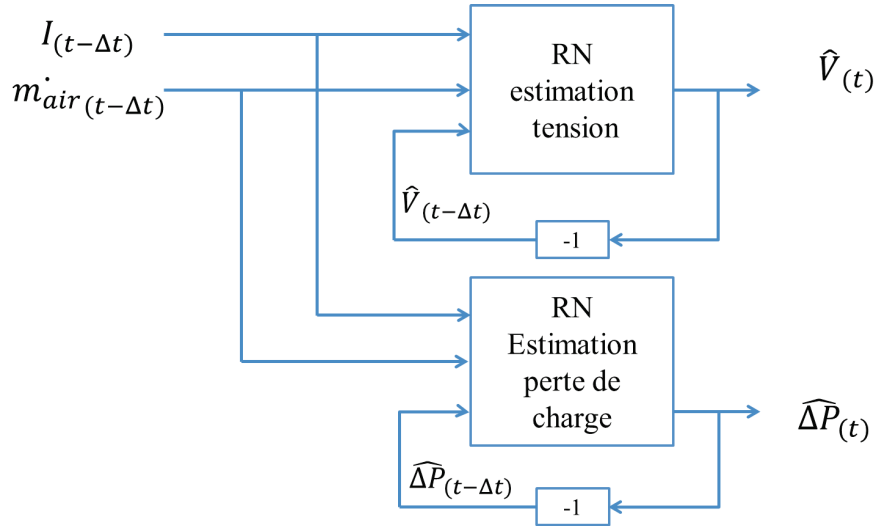 I(t−Δt)
ṁair(t−Δt)
RN
estimation
tension
V̂(t)
V̂(t−Δt)
-1
RN
Estimation
perte de
charge
ΔP̂(t)
ΔP̂(t−Δt)
-1